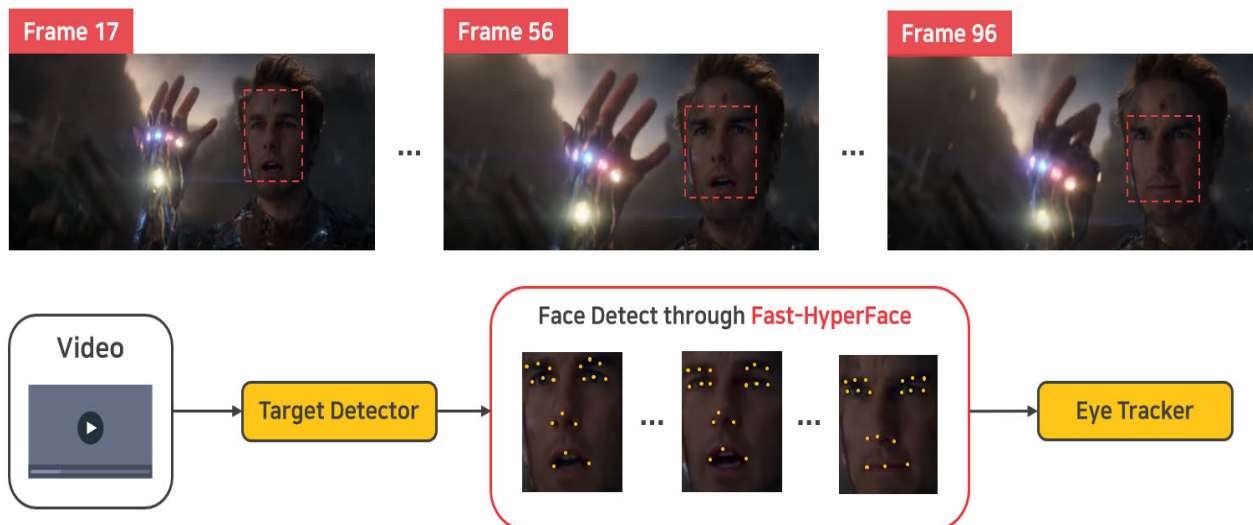 Frame 17
Frame 56
Frame 96
...
...
Face Detect through Fast-HyperFace
Video
Target Detector
...
...
Eye Tracker